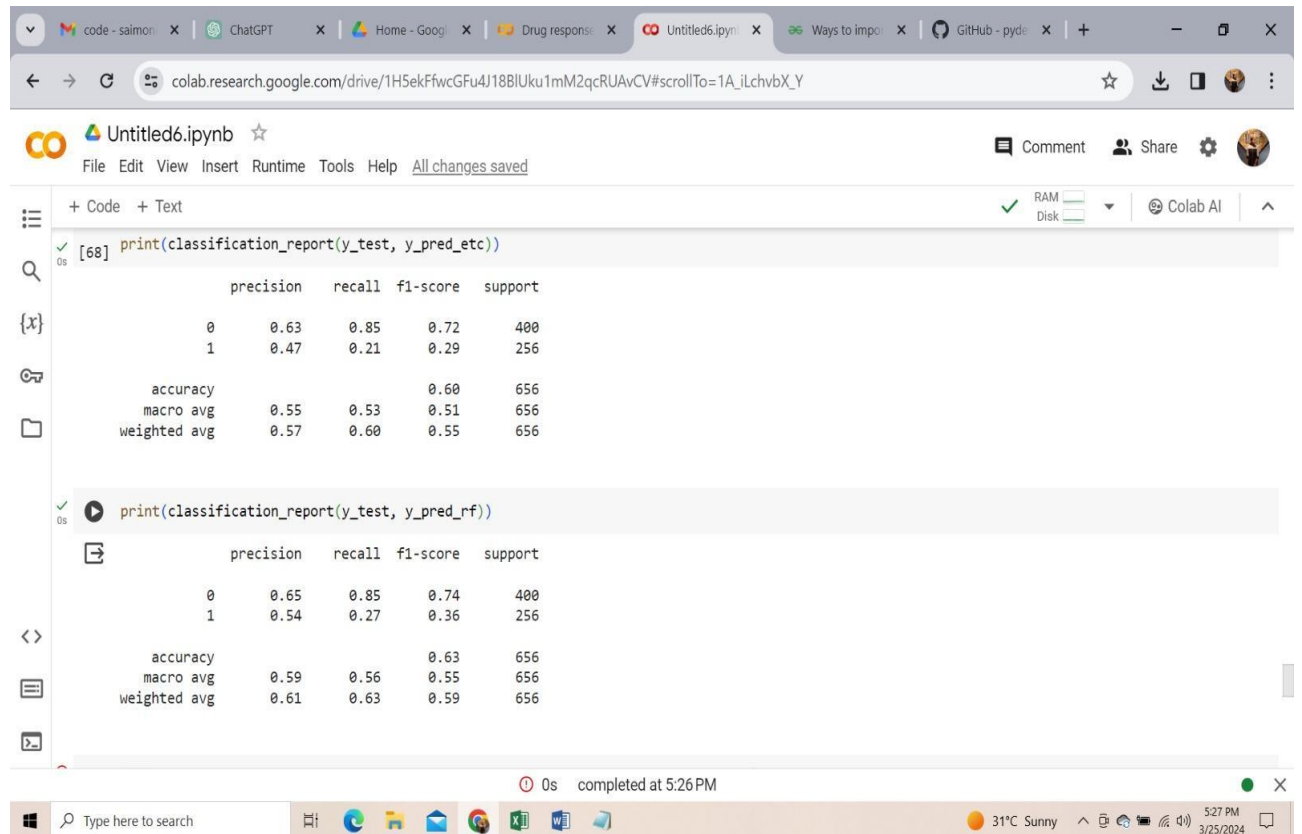 code - saimon ChatGPT Home - Googl Drug response Untitled6.ipyn Ways to impo GitHub - pyde
colab.research.google.com/drive/1H5ekFfwcGFu4J18BlUku1mM2qcRUAvCV#scrollTo=1A_iLchvbX_Y
CO Untitled6.ipynb
File Edit View Insert Runtime Tools Help All changes saved
Comment Share
+ Code + Text
RAM
Disk
Colab AI
0s [68] print(classification_report(y_test, y_pred_etc))
precision recall f1-score support
0 0.63 0.85 0.72 400
1 0.47 0.21 0.29 256
accuracy 0.60 656
macro avg 0.55 0.53 0.51 656
weighted avg 0.57 0.60 0.55 656
0s print(classification_report(y_test, y_pred_rf))
precision recall f1-score support
0 0.65 0.85 0.74 400
1 0.54 0.27 0.36 256
accuracy 0.63 656
macro avg 0.59 0.56 0.55 656
weighted avg 0.61 0.63 0.59 656
0s completed at 5:26 PM
Type here to search
31°C Sunny
5:27 PM
3/25/2024